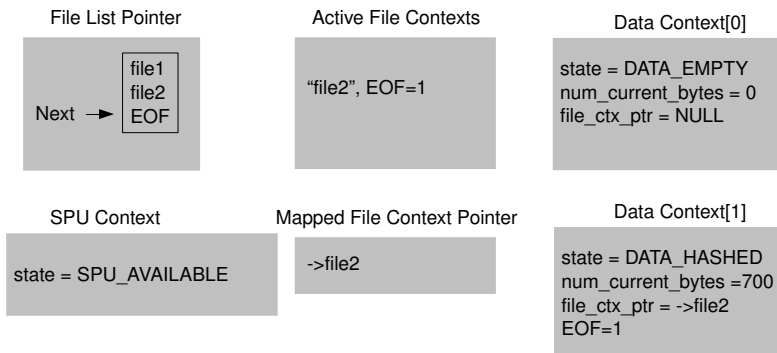 File List Pointer
file1
file2
Next
EOF
Active File Contexts
“file2”, EOF=1
Data Context[0]
state = DATA_EMPTY
num_current_bytes = 0
file_ctx_ptr = NULL
SPU Context
state = SPU_AVAILABLE
Mapped File Context Pointer
->file2
Data Context[1]
state = DATA_HASHED
num_current_bytes =700
file_ctx_ptr = ->file2
EOF=1